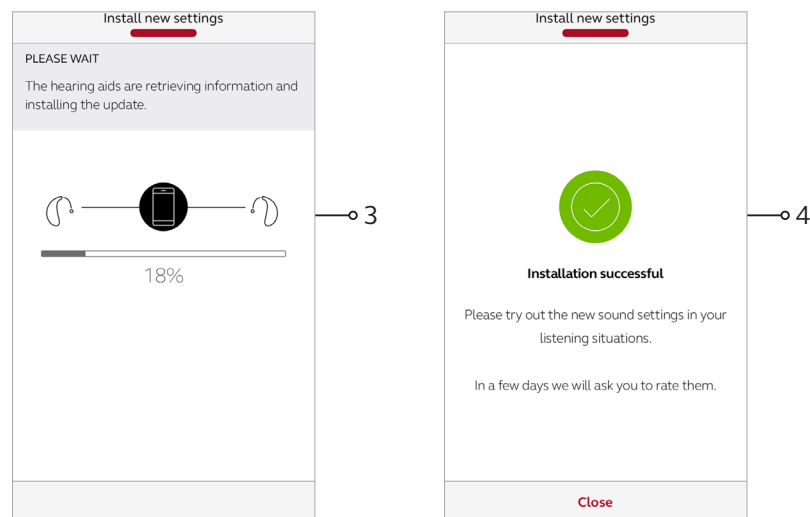 Install new settings
PLEASE WAIT
The hearing aids are retrieving information and
installing the update.
18%
3
Install new settings
Installation successful
Please try out the new sound settings in your
listening situations.
In a few days we will ask you to rate them.
Close
4